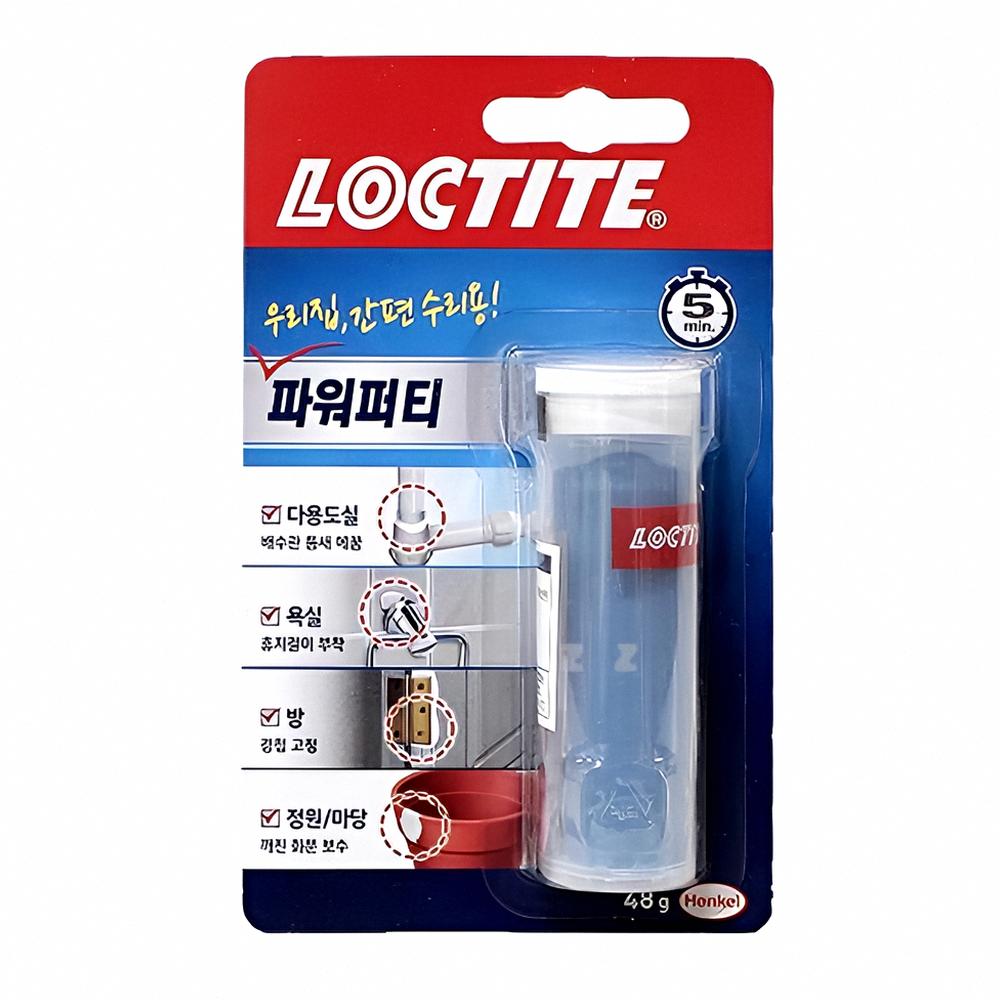 LOCTITE®
우리집, 간편 수리용!
5
min.
파워퍼티
다용도실
배수관 틈새 메꿈
욕실
휴지걸이 부착
방
경첩 고정
정원/마당
깨진 화분 보수
LOCTI
48 g
Henkel